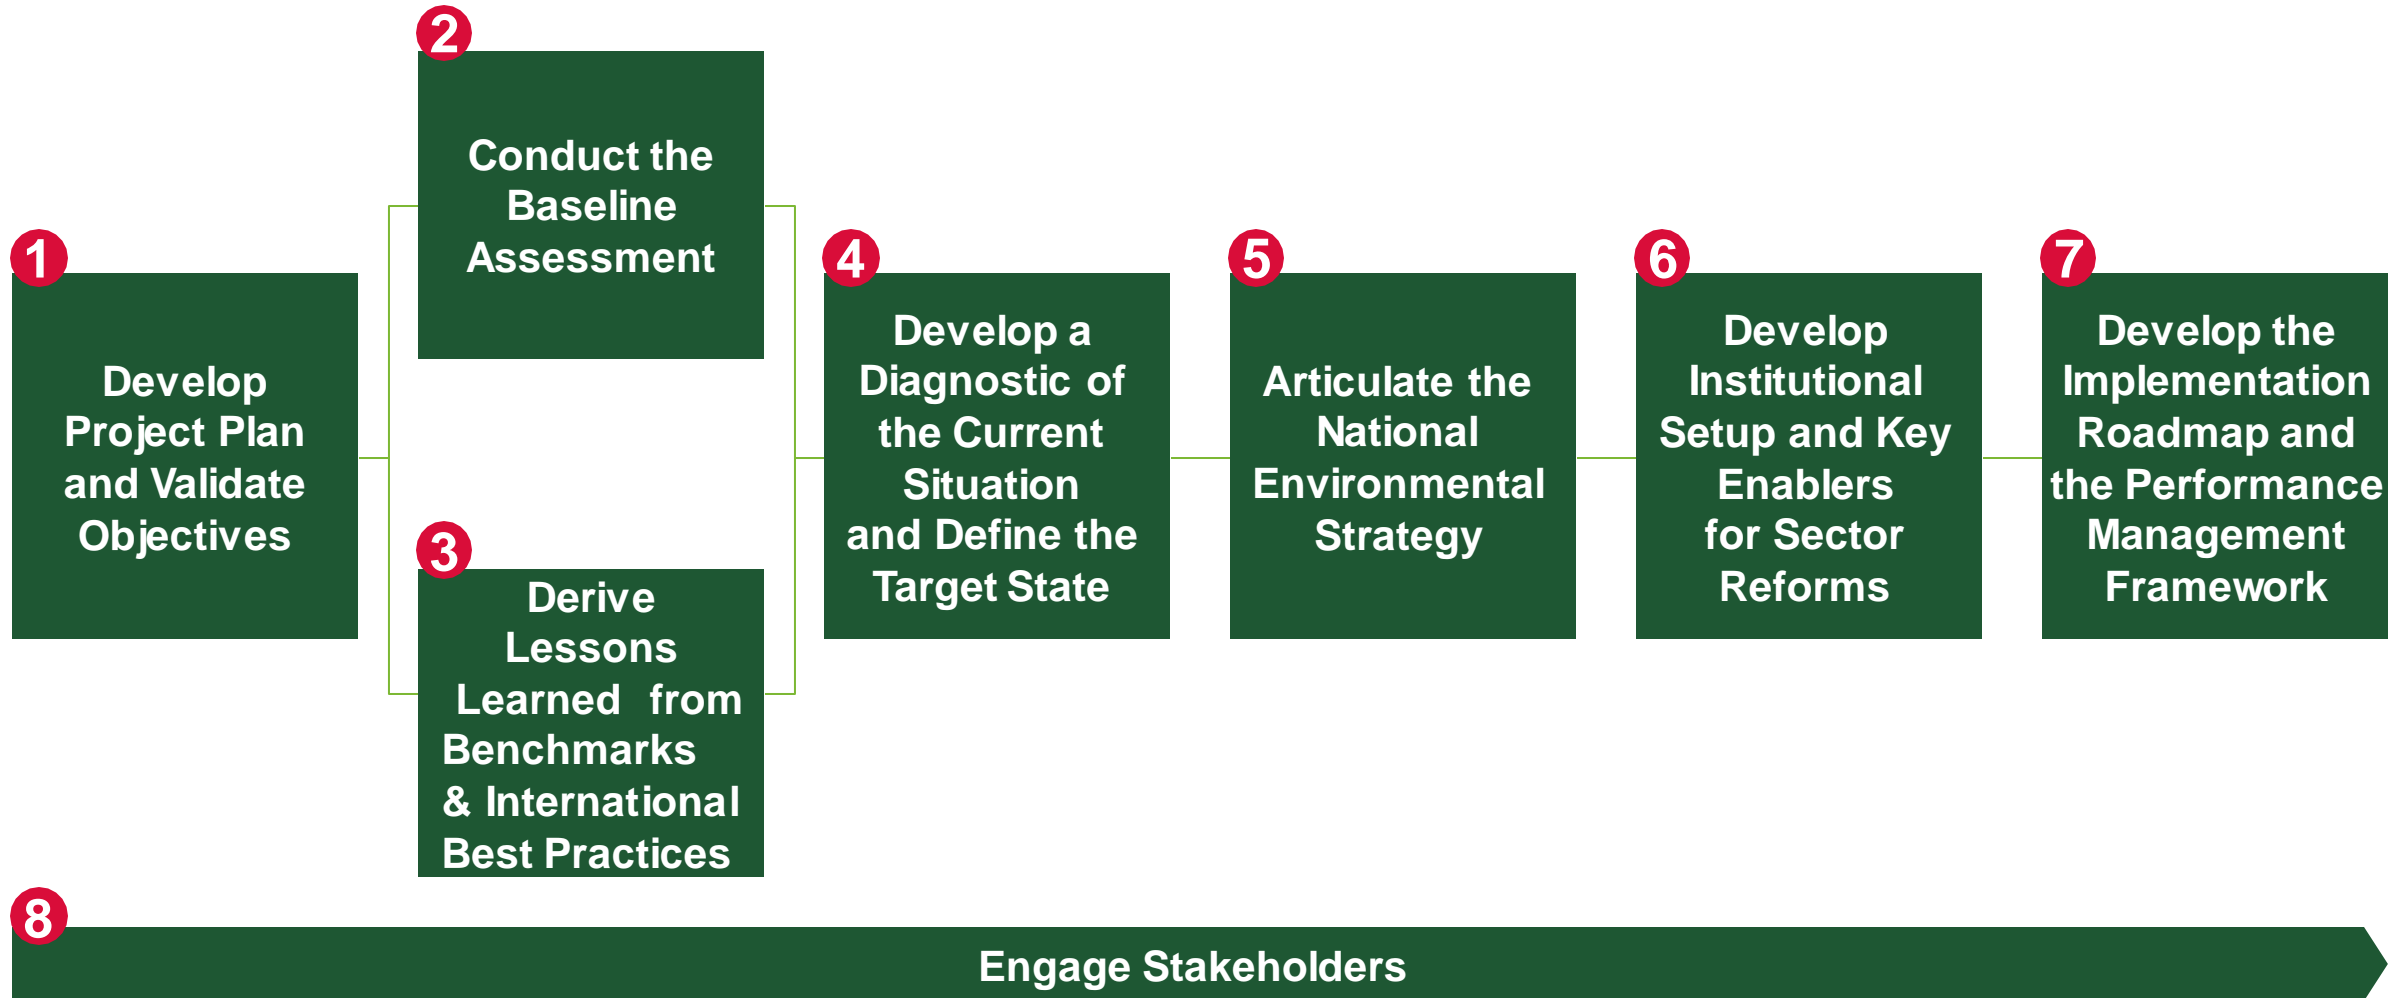 1
Develop
Project Plan
and Validate
Objectives
2
Conduct the
Baseline
Assessment
3
Derive
Lessons
Learned from
Benchmarks
& International
Best Practices
4
Develop a
Diagnostic of
the Current
Situation
and Define the
Target State
5
Articulate the
National
Environmental
Strategy
6
Develop
Institutional
Setup and Key
Enablers
for Sector
Reforms
7
Develop the
Implementation
Roadmap and
the Performance
Management
Framework
8
Engage Stakeholders